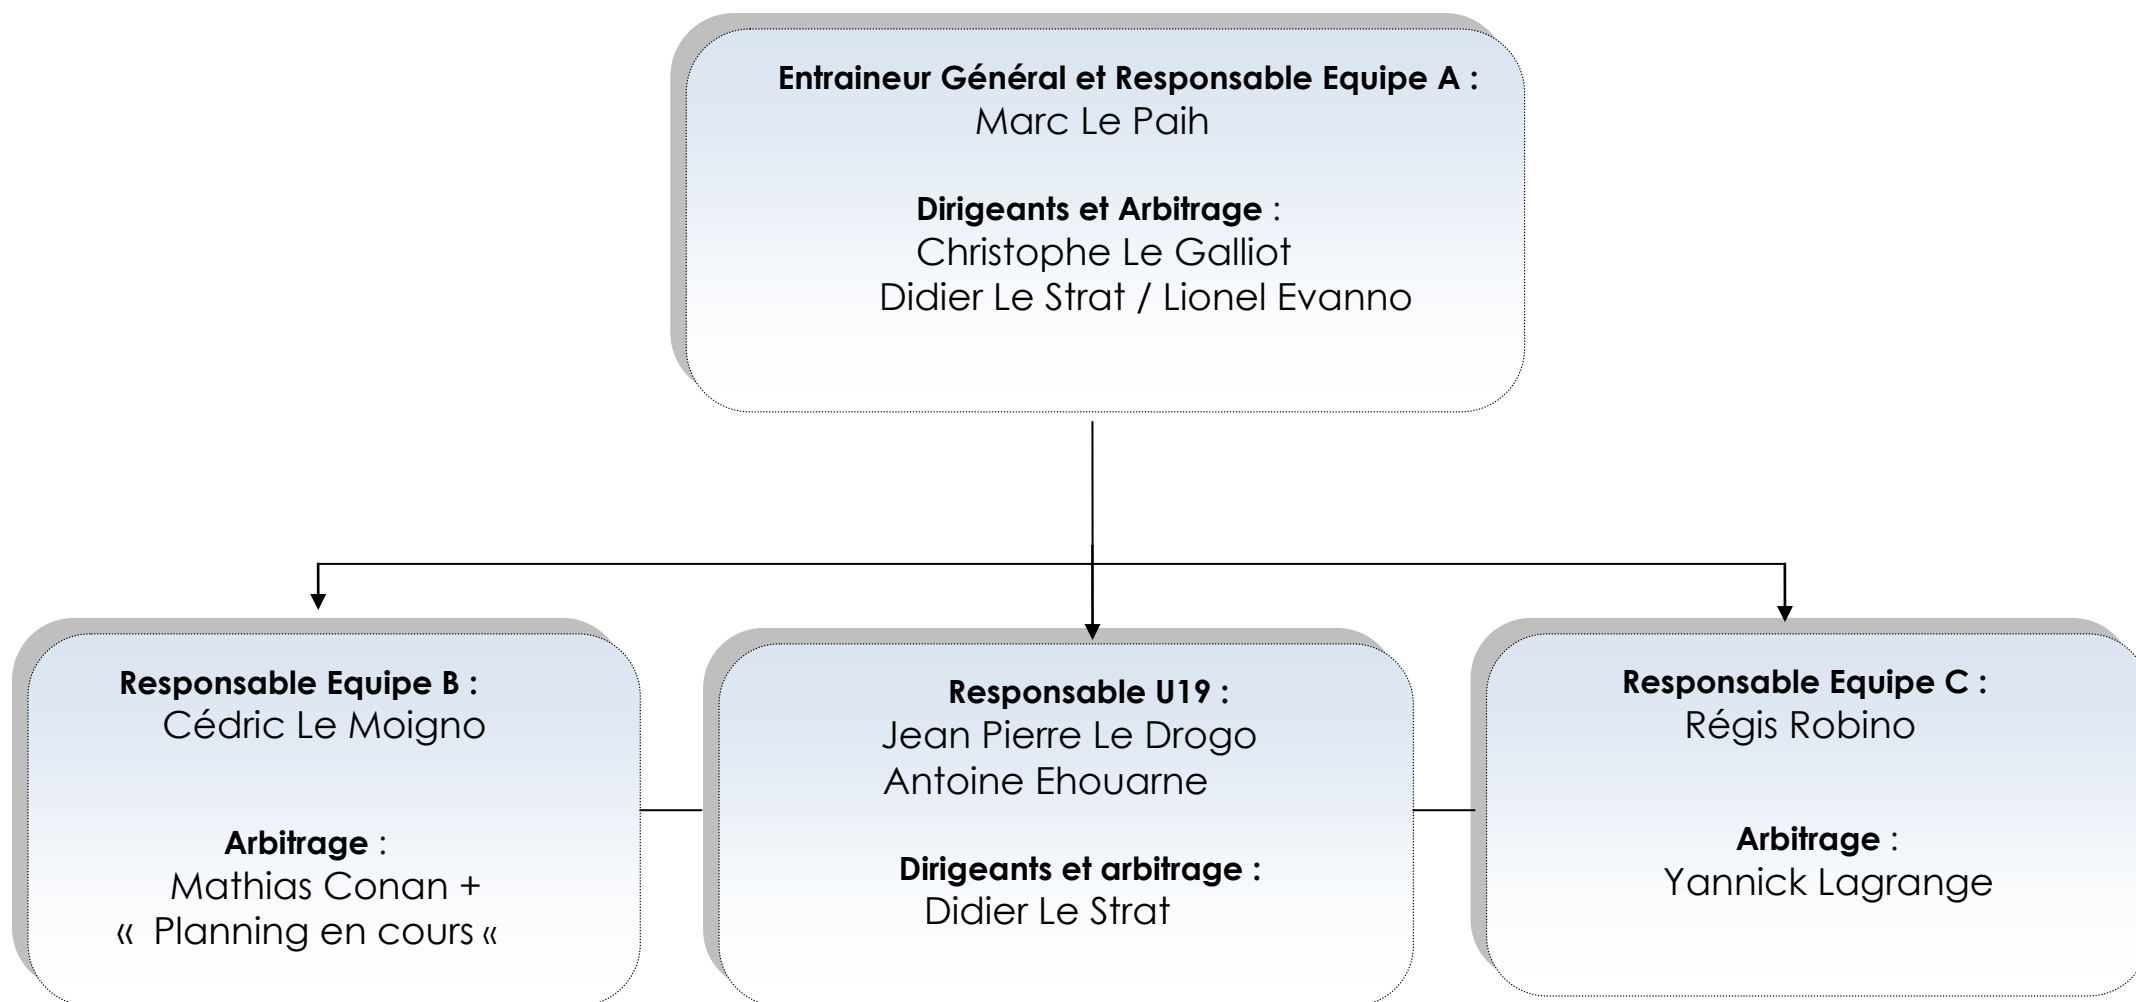 Entraineur Général et Responsable Equipe A :
Marc Le Paih
Dirigeants et Arbitrage :
Christophe Le Galliot
Didier Le Strat / Lionel Evanno
Responsable Equipe B :
Cédric Le Moigno
Arbitrage :
Mathias Conan +
«  Planning en cours «
Responsable U19 :
Jean Pierre Le Drogo
Antoine Ehouarne
Dirigeants et arbitrage :
Didier Le Strat
Responsable Equipe C :
Régis Robino
Arbitrage :
Yannick Lagrange